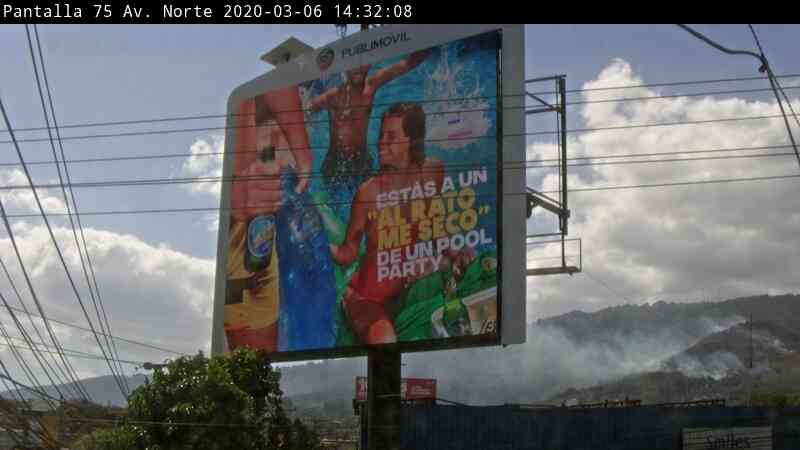 Pantalla 75 Av. Norte 2020-03-06 14:32:08
PUBLIMOVIL
ESTÁS A UN
"AL RATO
ME SECO"
DE UN POOL
PARTY
Smiles